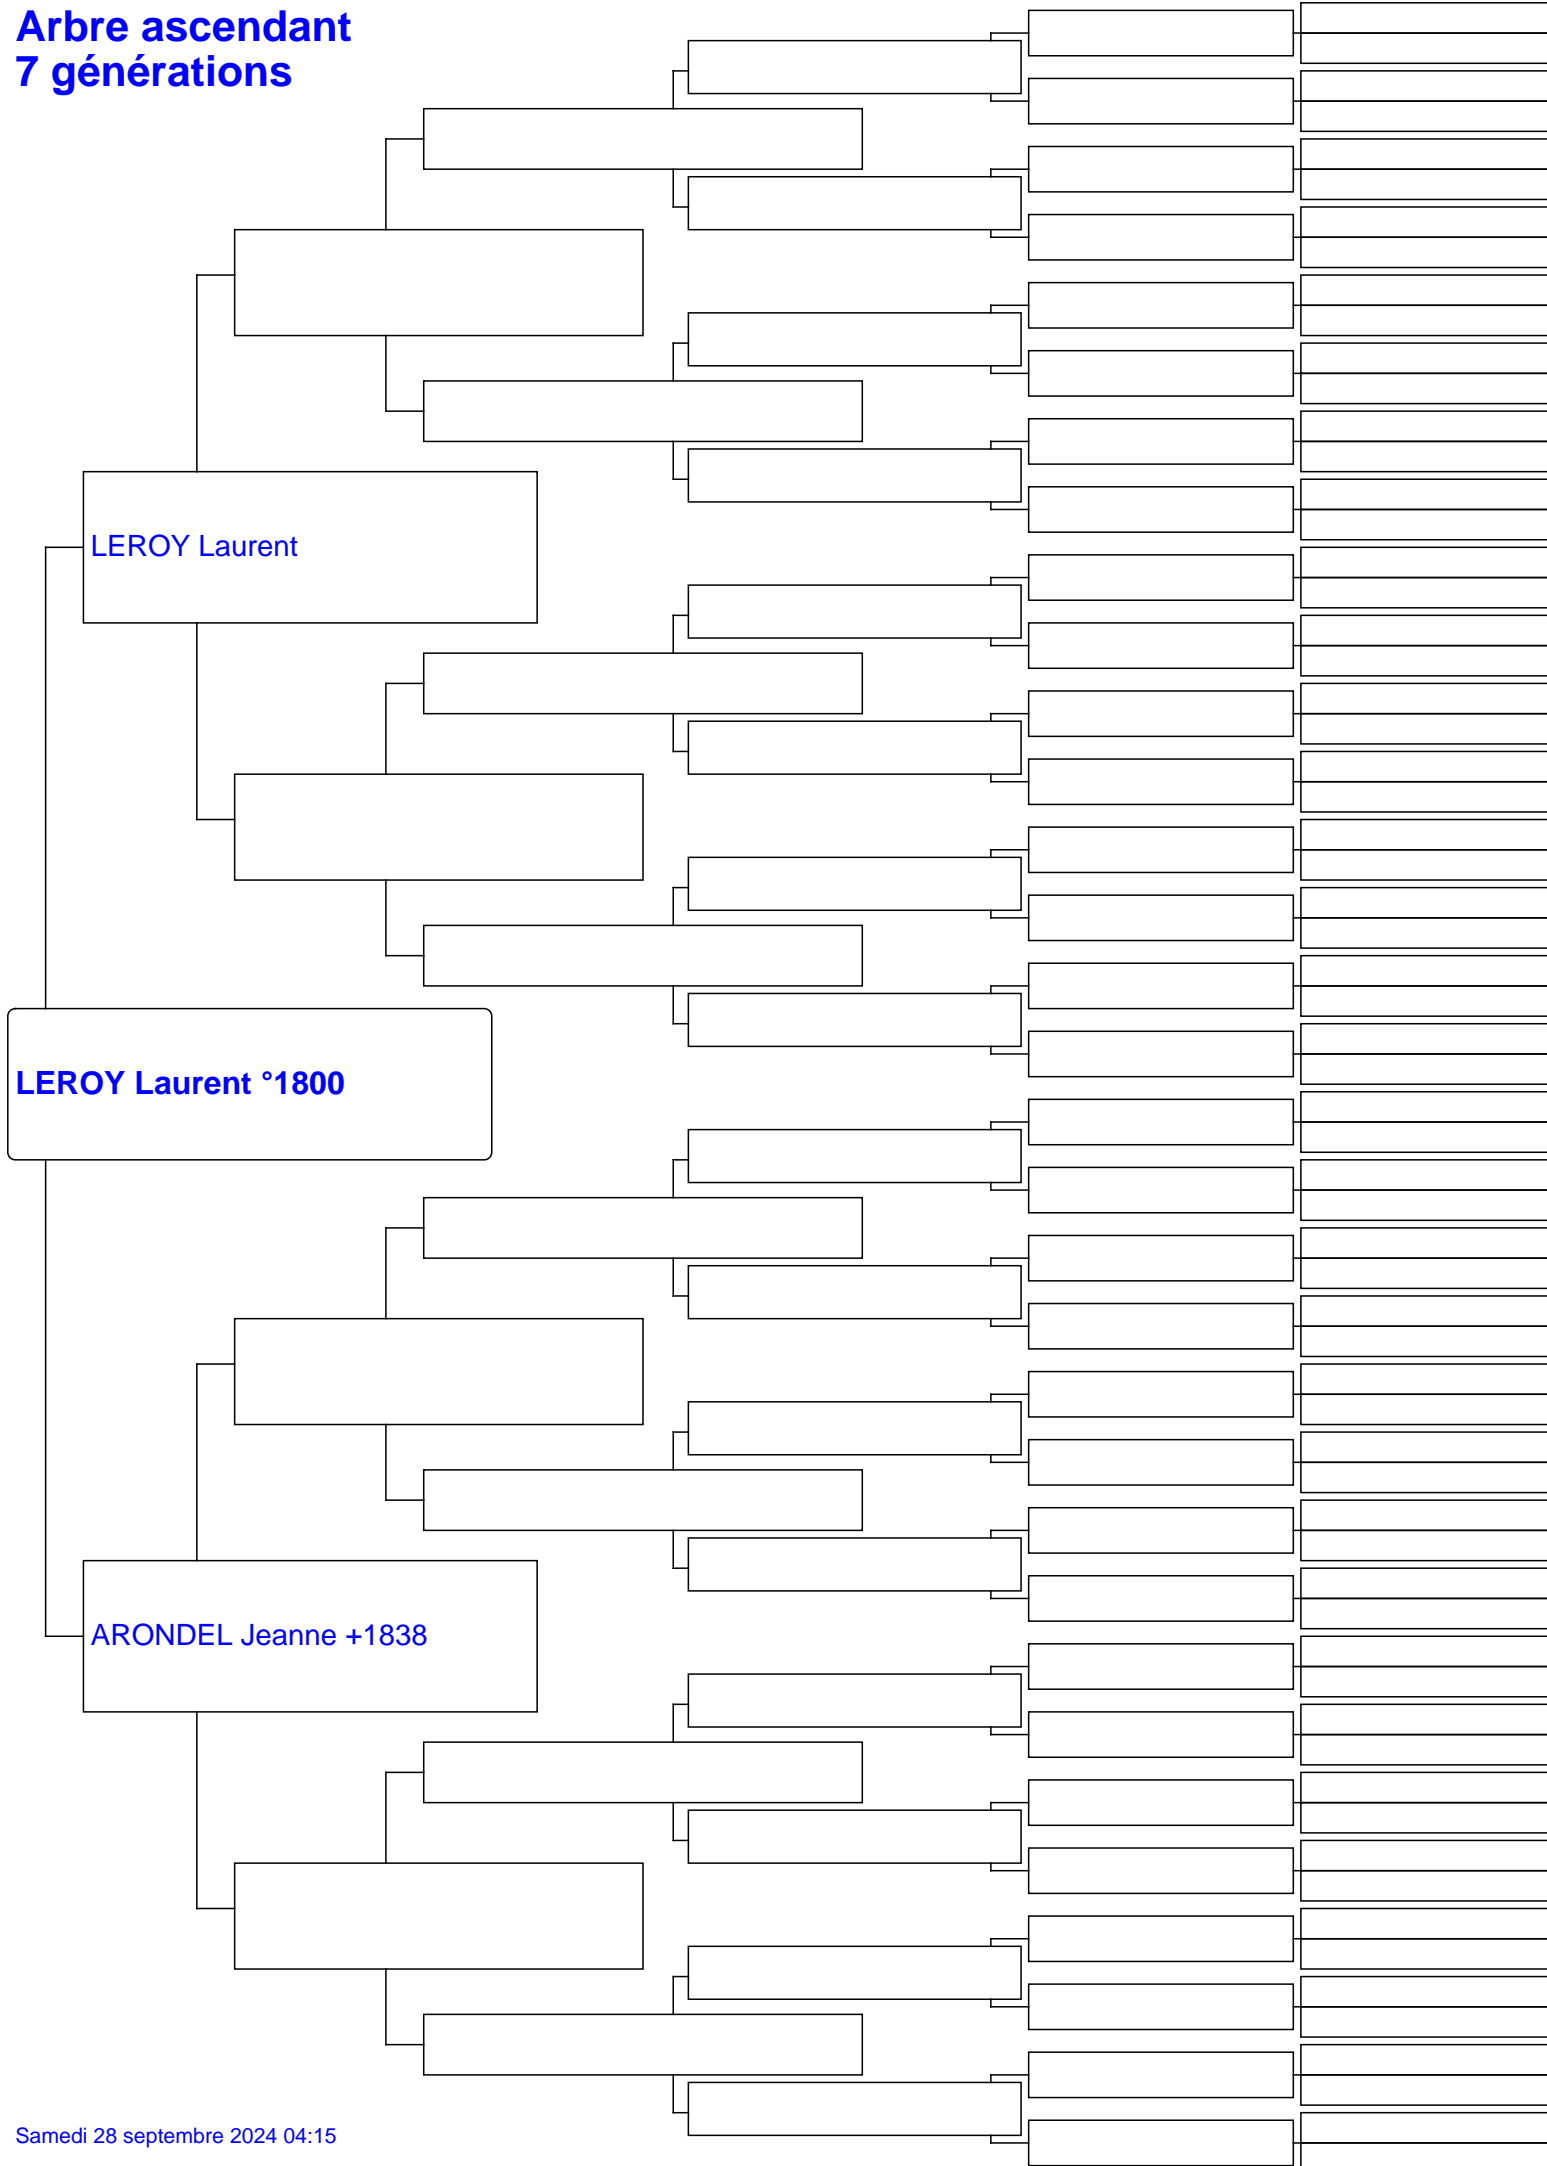 Arbre ascendant
7 générations
LEROY Laurent
LEROY Laurent °1800
ARONDEL Jeanne +1838
Samedi 28 septembre 2024 04:15